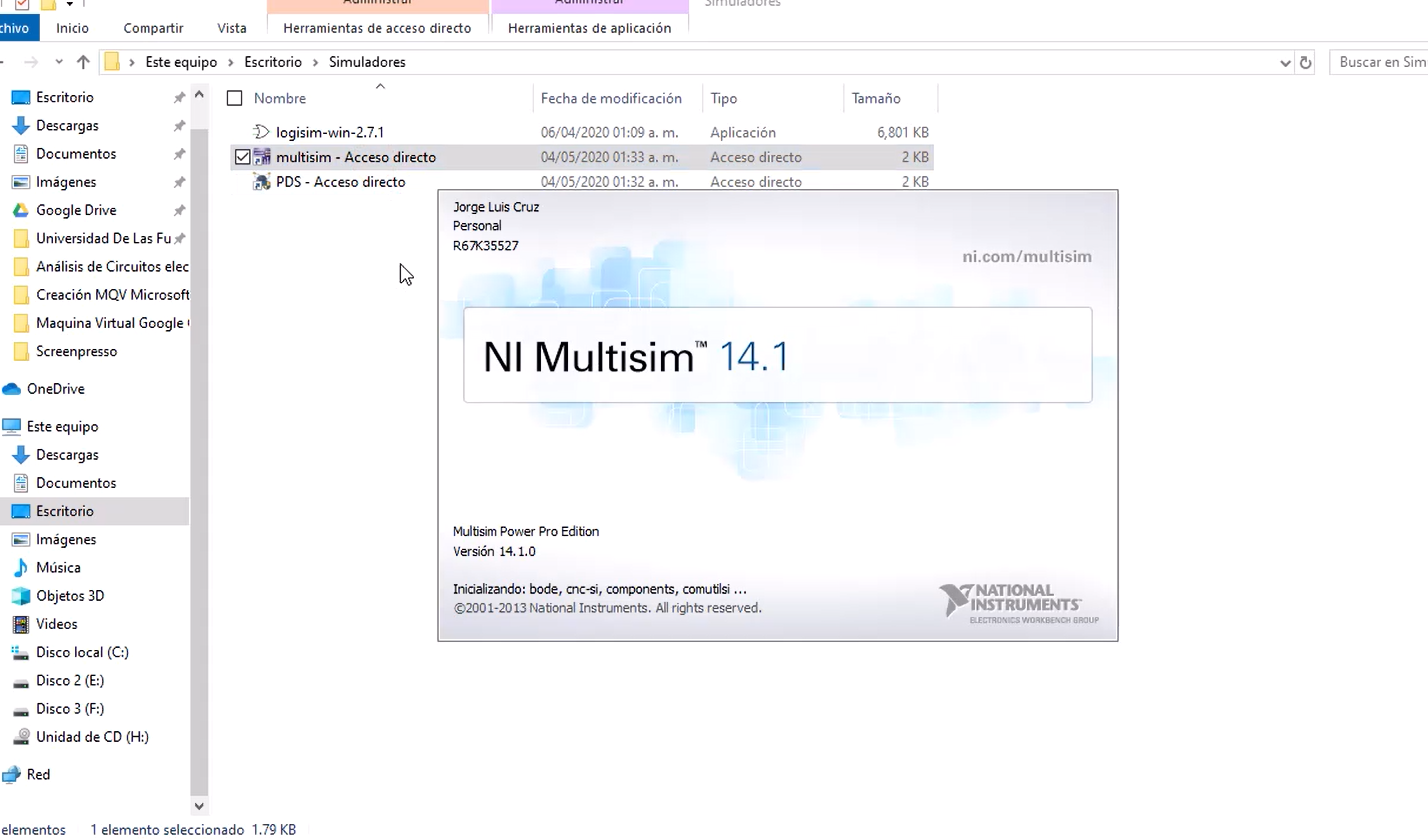 Administrar Administrar Simuladores
chivo Inicio Compartir Vista Herramientas de acceso directo Herramientas de aplicación
Este equipo Escritorio Simuladores Buscar en Sim
Nombre Fecha de modificación Tipo Tamaño
logisim-win-2.7.1 06/04/2020 01:09 a. m. Aplicación 6,801 KB
multisim - Acceso directo 04/05/2020 01:33 a. m. Acceso directo 2 KB
PDS - Acceso directo 04/05/2020 01:32 a. m. Acceso directo 2 KB
Escritorio
Descargas
Documentos
Imágenes
Google Drive
Universidad De Las Fu
Análisis de Circuitos elec
Creación MQV Microsoft
Maquina Virtual Google
Screenpresso
OneDrive
Este equipo
Descargas
Documentos
Escritorio
Imágenes
Música
Objetos 3D
Videos
Disco local (C:)
Disco 2 (E:)
Disco 3 (F:)
Unidad de CD (H:)
Red
Jorge Luis Cruz
Personal
R67K35527
ni.com/multisim
NI Multisim™ 14.1
Multisim Power Pro Edition
Versión 14.1.0
Inicializando: bode, cnc-si, components, comutilsi ...
©2001-2013 National Instruments. All rights reserved.
NATIONAL
INSTRUMENTS™
ELECTRONICS WORKBENCH GROUP
elementos 1 elemento seleccionado 1.79 KB